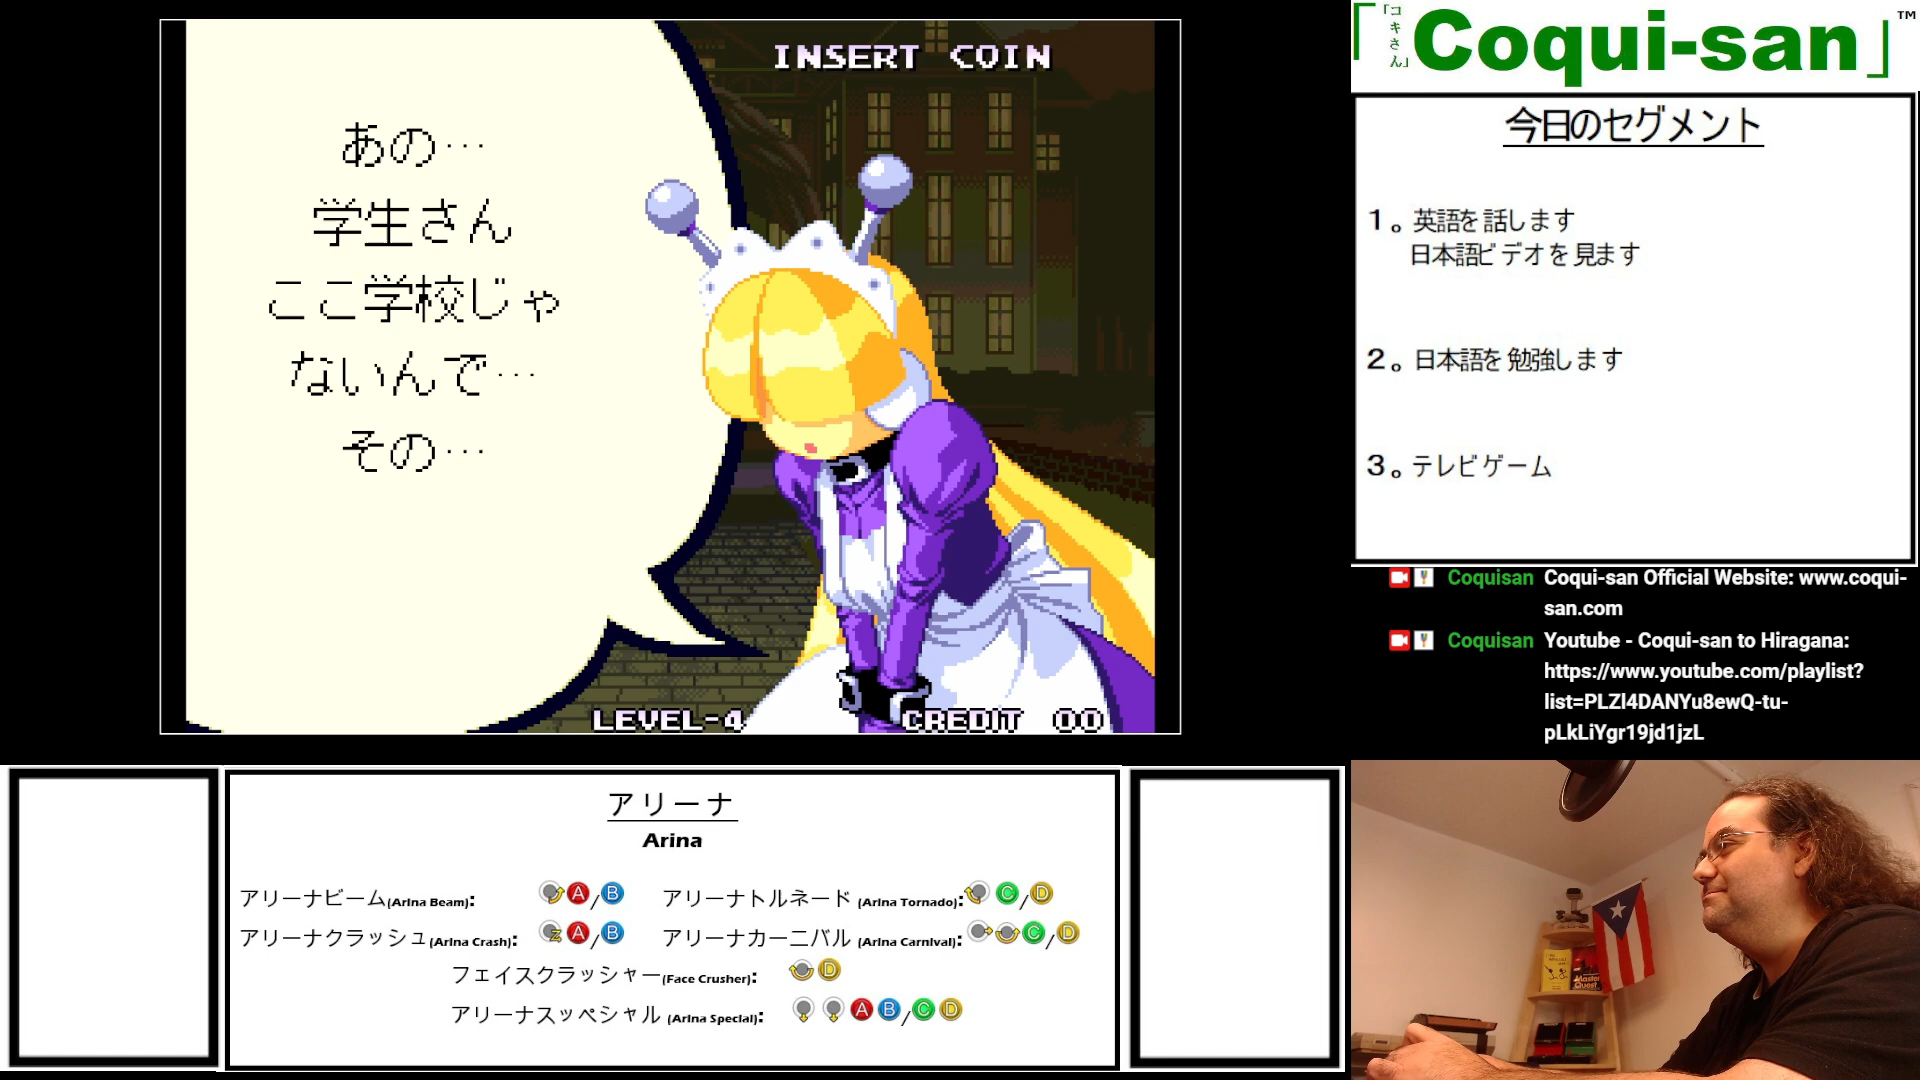 INSERT COIN
あの…
学生さん
ここ学校じゃ
ないんで…
その…
LEVEL-4
CREDIT 00
「コキさん」
「Coqui-san」™
今日のセグメント
1。英語を話します
日本語ビデオを見ます
2。日本語を勉強します
3。テレビゲーム
Coquisan Coqui-san Official Website: www.coqui-
san.com
Coquisan Youtube - Coqui-san to Hiragana:
https://www.youtube.com/playlist?
list=PLZl4DANYu8ewQ-tu-
pLkLiYgr19jd1jzL
アリーナ
Arina
アリーナビーム(Arina Beam): A/B
アリーナトルネード (Arina Tornado): C/D
アリーナクラッシュ(Arina Crash): Z A/B
アリーナカーニバル (Arina Carnival): C/D
フェイスクラッシャー(Face Crusher): D
アリーナスッペシャル (Arina Special): A B/C D
Master
Quest